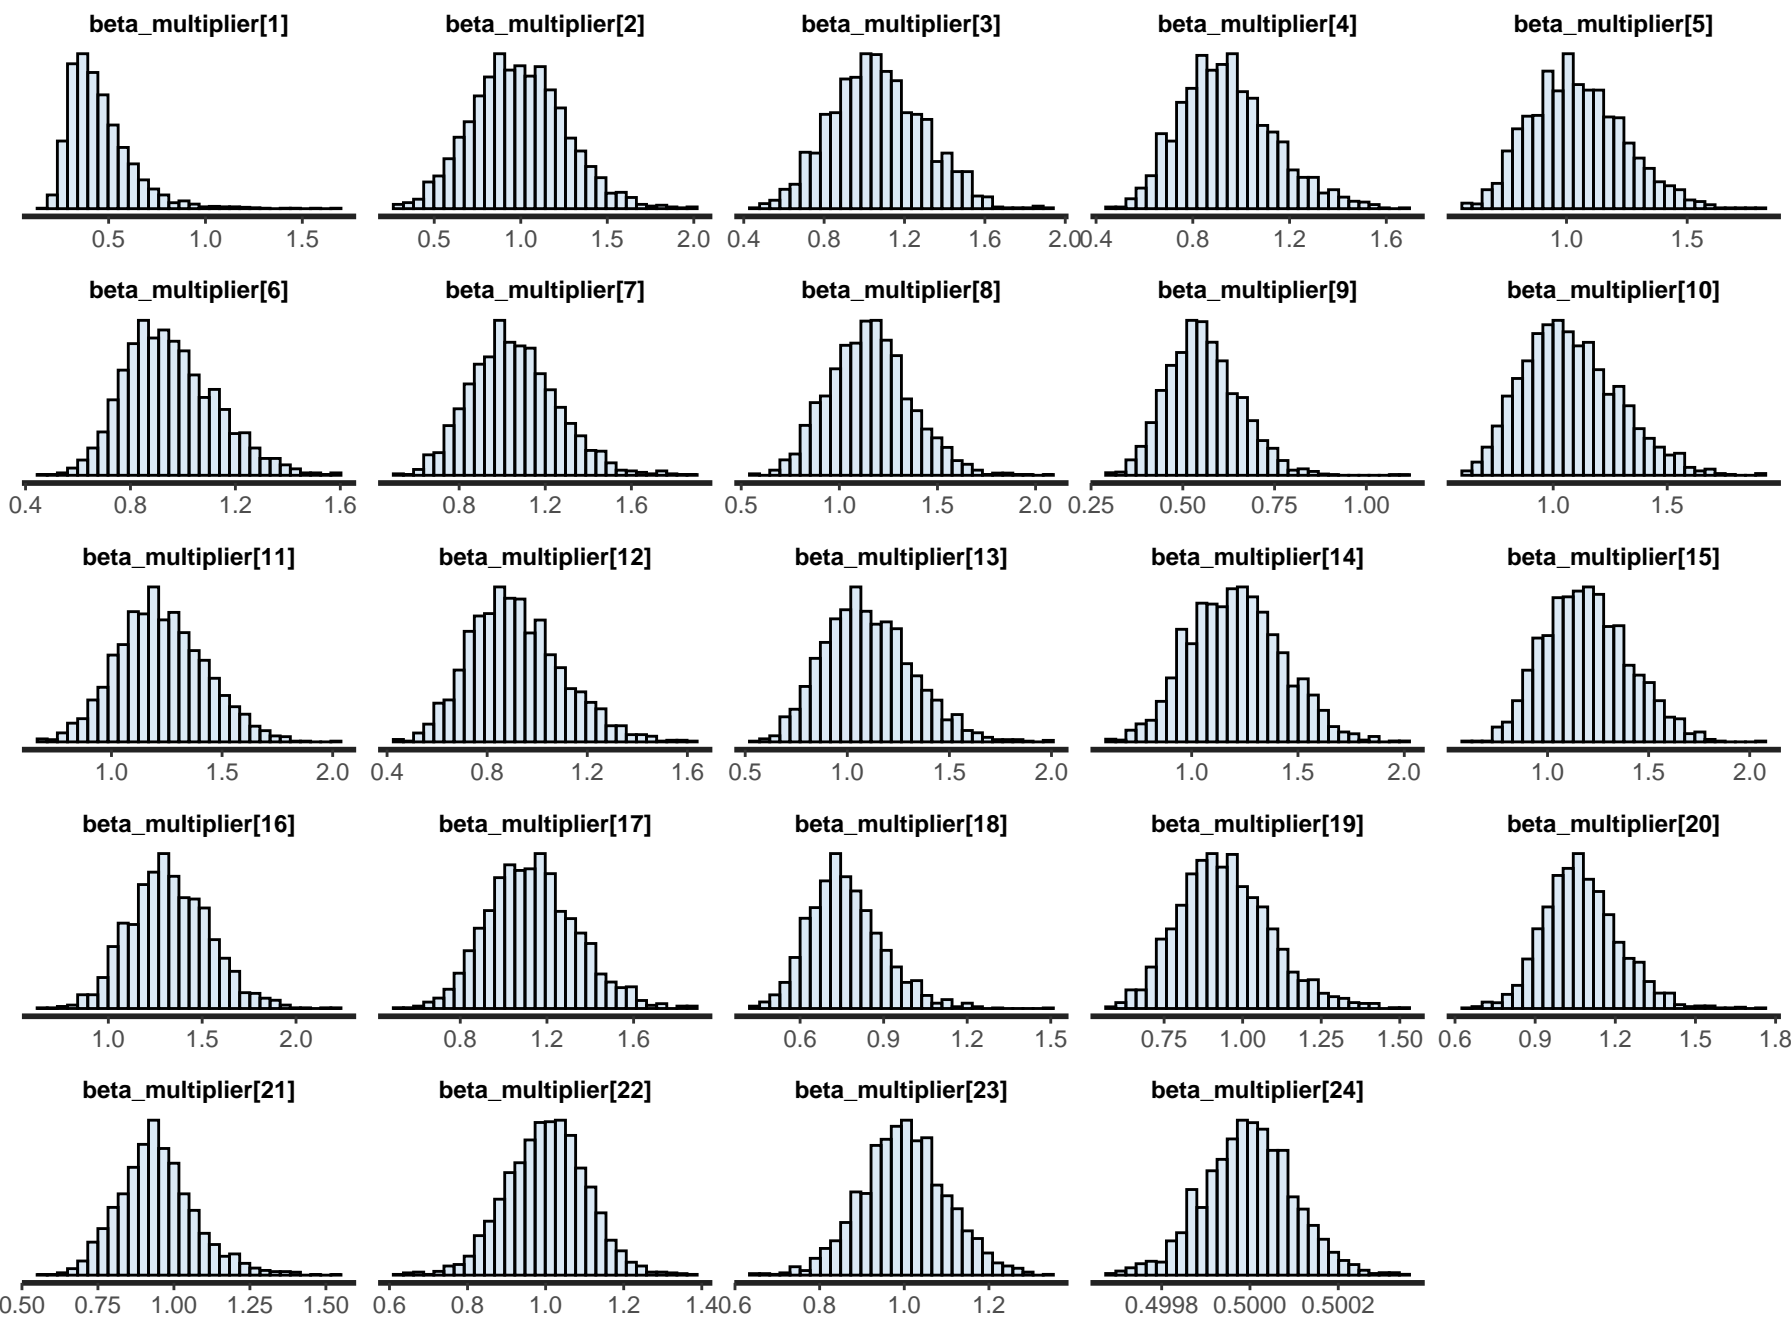 beta_multiplier[1] beta_multiplier[2] beta_multiplier[3] beta_multiplier[4] beta_multiplier[5]
0.5 1.0 1.5 0.5 1.0 1.5 2.0 0.4 0.8 1.2 1.6 2.0 0.4 0.8 1.2 1.6 1.0 1.5
beta_multiplier[6] beta_multiplier[7] beta_multiplier[8] beta_multiplier[9] beta_multiplier[10]
0.4 0.8 1.2 1.6 0.8 1.2 1.6 0.5 1.0 1.5 2.0 0.25 0.50 0.75 1.00 1.0 1.5
beta_multiplier[11] beta_multiplier[12] beta_multiplier[13] beta_multiplier[14] beta_multiplier[15]
1.0 1.5 2.0 0.4 0.8 1.2 1.6 0.5 1.0 1.5 2.0 1.0 1.5 2.0 1.0 1.5 2.0
beta_multiplier[16] beta_multiplier[17] beta_multiplier[18] beta_multiplier[19] beta_multiplier[20]
1.0 1.5 2.0 0.8 1.2 1.6 0.6 0.9 1.2 1.5 0.75 1.00 1.25 1.50 0.6 0.9 1.2 1.5 1.8
beta_multiplier[21] beta_multiplier[22] beta_multiplier[23] beta_multiplier[24]
0.50 0.75 1.00 1.25 1.50 0.6 0.8 1.0 1.2 1.4 0.6 0.8 1.0 1.2 0.4998 0.5000 0.5002